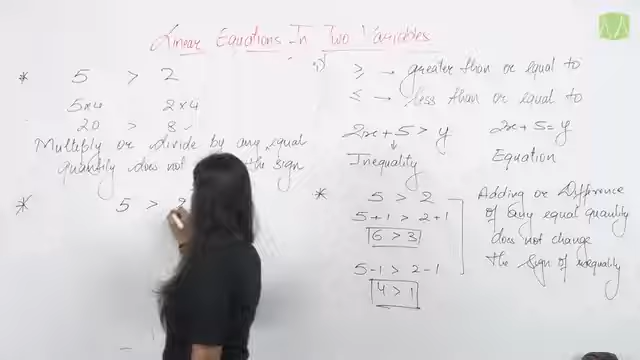 Linear Equations In Two Variables
* 5 > 2
5×4 2×4
20 > 8
Multiply or divide by any equal
quantity does not the sign
* 5 > 2
≥ → greater than or equal to
≤ → less than or equal to
2x+5 > y 2x+5 = y
↓
Inequality Equation
* 5 > 2
5+1 > 2+1
6 > 3
5-1 > 2-1
4 > 1
Adding or Difference
of any equal quantity
does not change
the sign of inequality